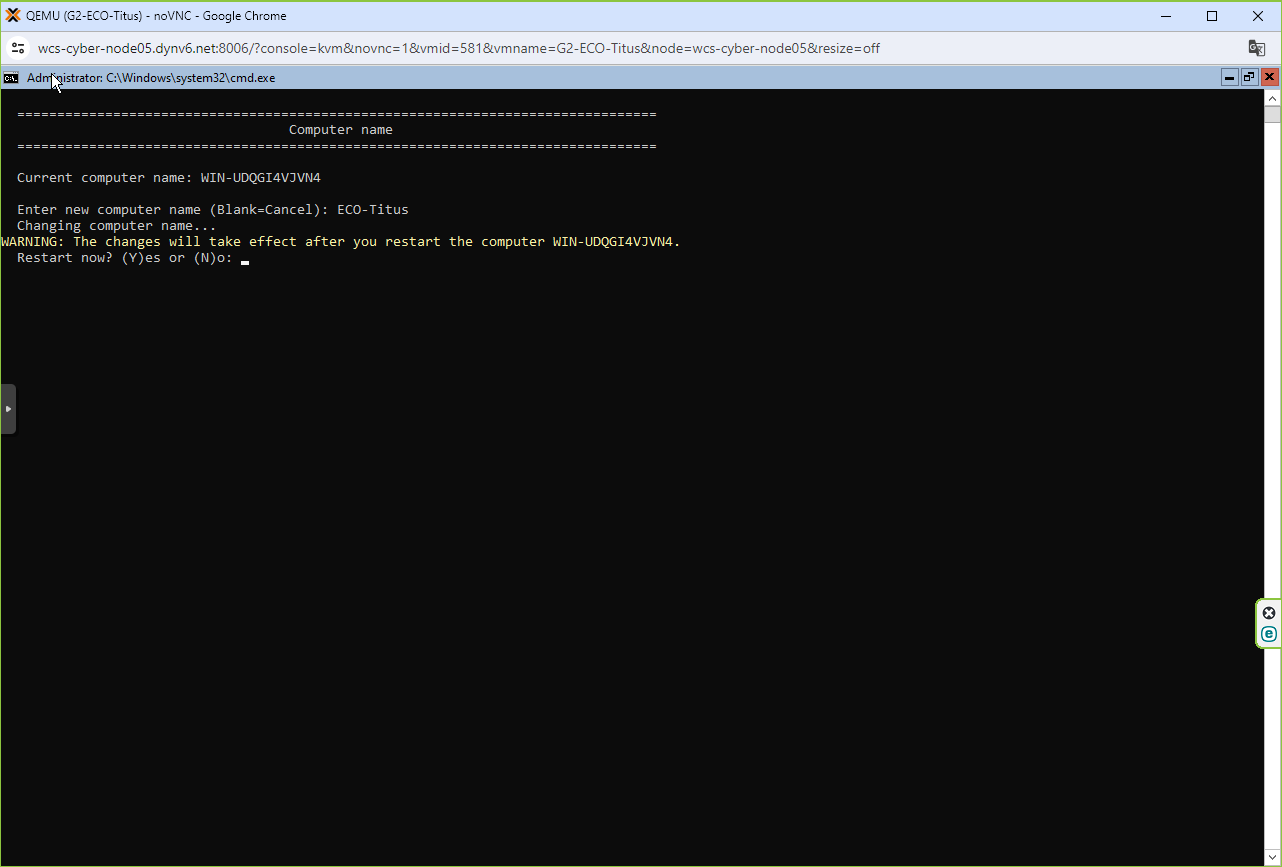 QEMU (G2-ECO-Titus) - noVNC - Google Chrome
wcs-cyber-node05.dynv6.net:8006/?console=kvm&novnc=1&vmid=581&vmname=G2-ECO-Titus&node=wcs-cyber-node05&resize=off
Administrator: C:\Windows\system32\cmd.exe
================================================================================
Computer name
================================================================================
Current computer name: WIN-UDQGI4VJVN4
Enter new computer name (Blank=Cancel): ECO-Titus
Changing computer name...
WARNING: The changes will take effect after you restart the computer WIN-UDQGI4VJVN4.
Restart now? (Y)es or (N)o: _